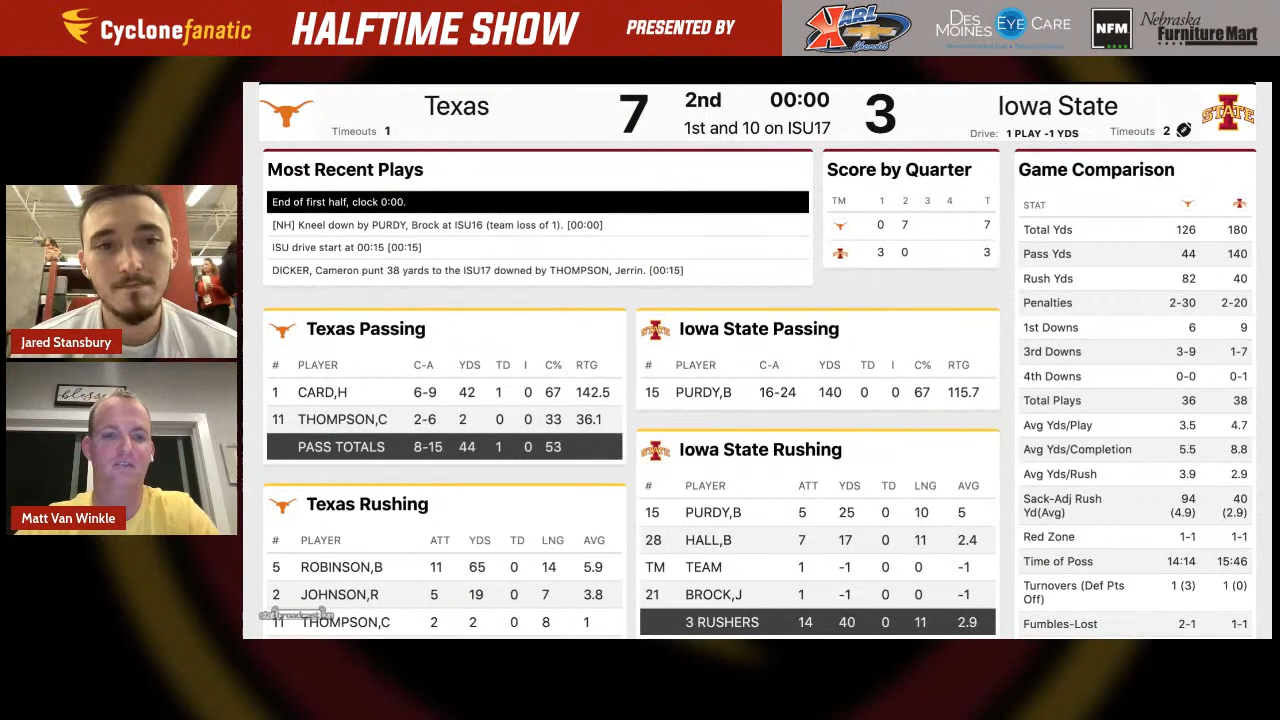 Cyclonefanatic
HALFTIME SHOW
PRESENTED BY
KARL
Chevrolet
DES MOINES EYE CARE
NFM
Nebraska
Furniture Mart
Texas 7 2nd 00:00 3 Iowa State
STATE
Timeouts 1 1st and 10 on ISU17 Drive: 1 PLAY -1 YDS Timeouts 2
Most Recent Plays
End of first half, clock 0:00.
[NH] Kneel down by PURDY, Brock at ISU16 (team loss of 1). [00:00]
ISU drive start at 00:15 [00:15]
DICKER, Cameron punt 38 yards to the ISU17 downed by THOMPSON, Jerrin. [00:15]
Score by Quarter
TM 1 2 3 4 T
0 7 7
3 0 3
Game Comparison
STAT
Total Yds 126 180
Pass Yds 44 140
Rush Yds 82 40
Penalties 2-30 2-20
1st Downs 6 9
3rd Downs 3-9 1-7
4th Downs 0-0 0-1
Total Plays 36 38
Avg Yds/Play 3.5 4.7
Avg Yds/Completion 5.5 8.8
Avg Yds/Rush 3.9 2.9
Sack-Adj Rush 94 40
Yd(Avg) (4.9) (2.9)
Red Zone 1-1 1-1
Time of Poss 14:14 15:46
Turnovers (Def Pts 1 (3) 1 (0)
Off)
Fumbles-Lost 2-1 1-1
Texas Passing
# PLAYER C-A YDS TD I C% RTG
1 CARD,H 6-9 42 1 0 67 142.5
11 THOMPSON,C 2-6 2 0 0 33 36.1
PASS TOTALS 8-15 44 1 0 53
Texas Rushing
# PLAYER ATT YDS TD LNG AVG
5 ROBINSON,B 11 65 0 14 5.9
2 JOHNSON,R 5 19 0 7 3.8
11 THOMPSON,C 2 2 0 8 1
STATE
Iowa State Passing
# PLAYER C-A YDS TD I C% RTG
15 PURDY,B 16-24 140 0 0 67 115.7
STATE
Iowa State Rushing
# PLAYER ATT YDS TD LNG AVG
15 PURDY,B 5 25 0 10 5
28 HALL,B 7 17 0 11 2.4
TM TEAM 1 -1 0 0 -1
21 BROCK,J 1 -1 0 0 -1
3 RUSHERS 14 40 0 11 2.9
Jared Stansbury
blessed
Matt Van Winkle